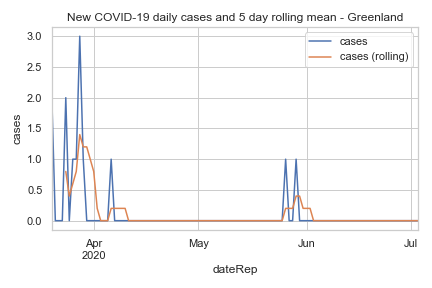 New COVID-19 daily cases and 5 day rolling mean - Greenland
cases
cases (rolling)
3.0
2.5
2.0
1.5
1.0
0.5
0.0
cases
Apr
2020
May
Jun
Jul
dateRep